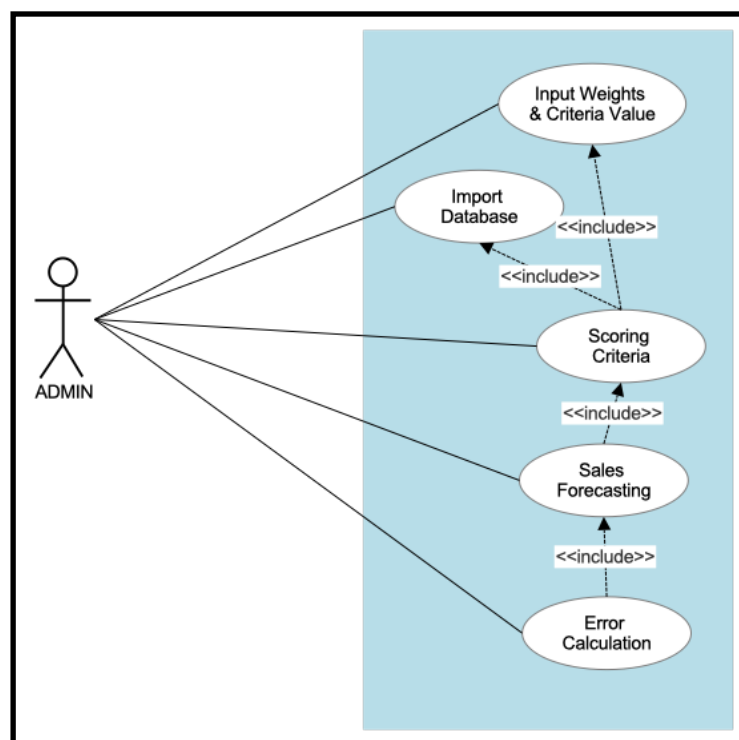 Input Weights
& Criteria Value
Import
Database
<<include>>
<<include>>
Scoring
Criteria
ADMIN
<<include>>
Sales
Forecasting
<<include>>
Error
Calculation